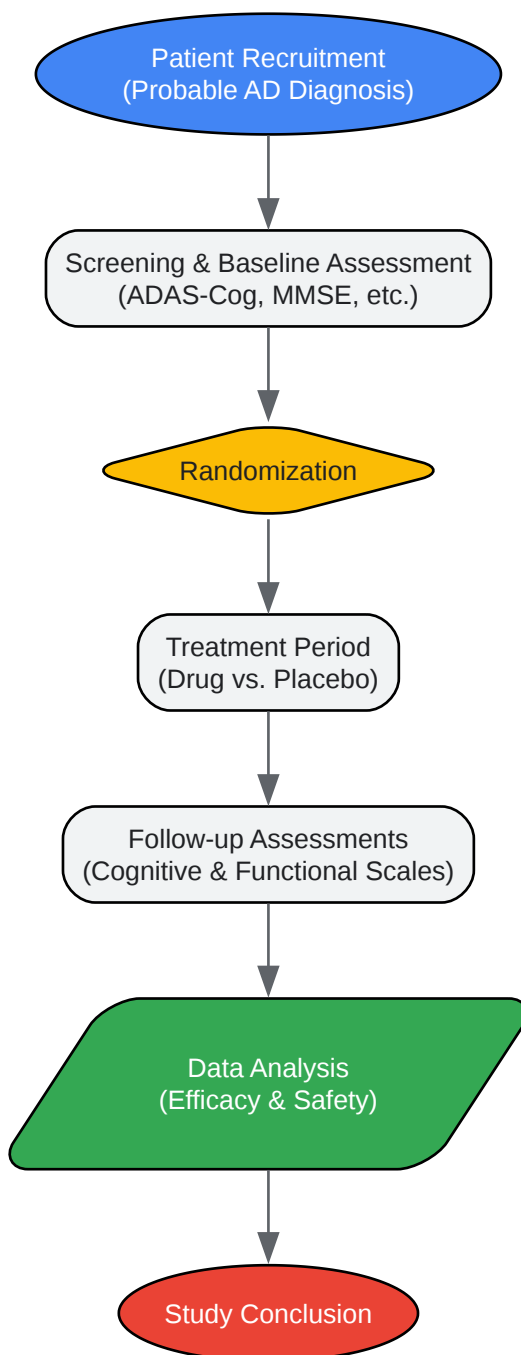 Patient Recruitment
(Probable AD Diagnosis)
Screening & Baseline Assessment
(ADAS-Cog, MMSE, etc.)
Randomization
Treatment Period
(Drug vs. Placebo)
Follow-up Assessments
(Cognitive & Functional Scales)
Data Analysis
(Efficacy & Safety)
Study Conclusion